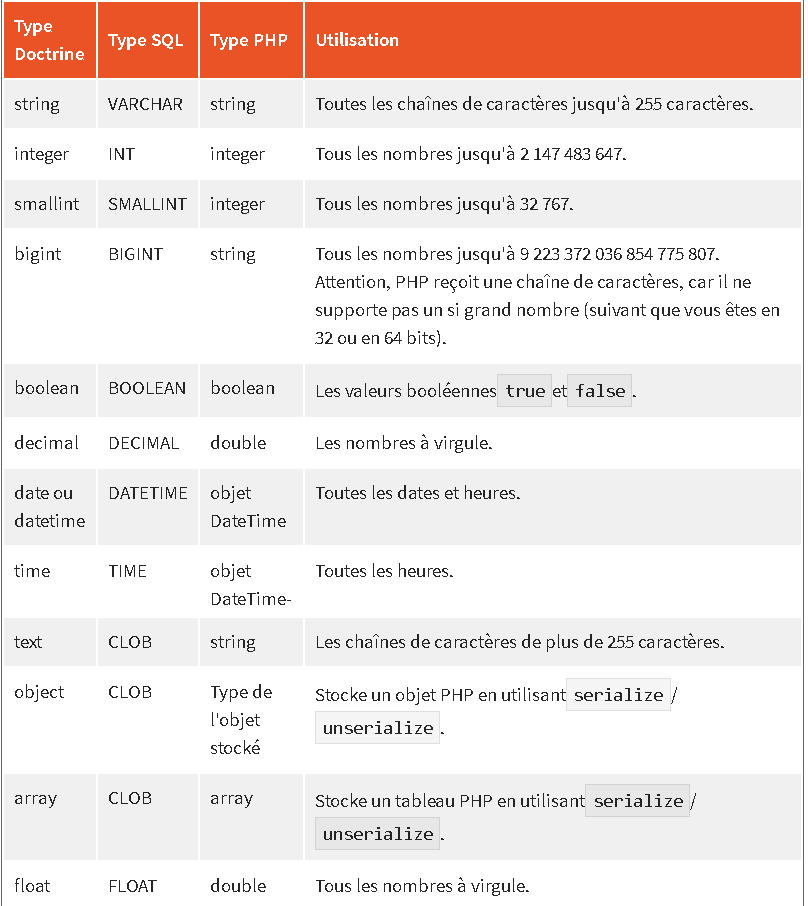 Type Doctrine Type SQL Type PHP Utilisation
string VARCHAR string Toutes les chaînes de caractères jusqu'à 255 caractères.
integer INT integer Tous les nombres jusqu'à 2 147 483 647.
smallint SMALLINT integer Tous les nombres jusqu'à 32 767.
bigint BIGINT string Tous les nombres jusqu'à 9 223 372 036 854 775 807.
Attention, PHP reçoit une chaîne de caractères, car il ne
supporte pas un si grand nombre (suivant que vous êtes en
32 ou en 64 bits).
boolean BOOLEAN boolean Les valeurs booléennes true et false.
decimal DECIMAL double Les nombres à virgule.
date ou datetime DATETIME objet DateTime Toutes les dates et heures.
time TIME objet DateTime- Toutes les heures.
text CLOB string Les chaînes de caractères de plus de 255 caractères.
object CLOB Type de l'objet stocké Stocke un objet PHP en utilisant serialize /
unserialize.
array CLOB array Stocke un tableau PHP en utilisant serialize /
unserialize.
float FLOAT double Tous les nombres à virgule.